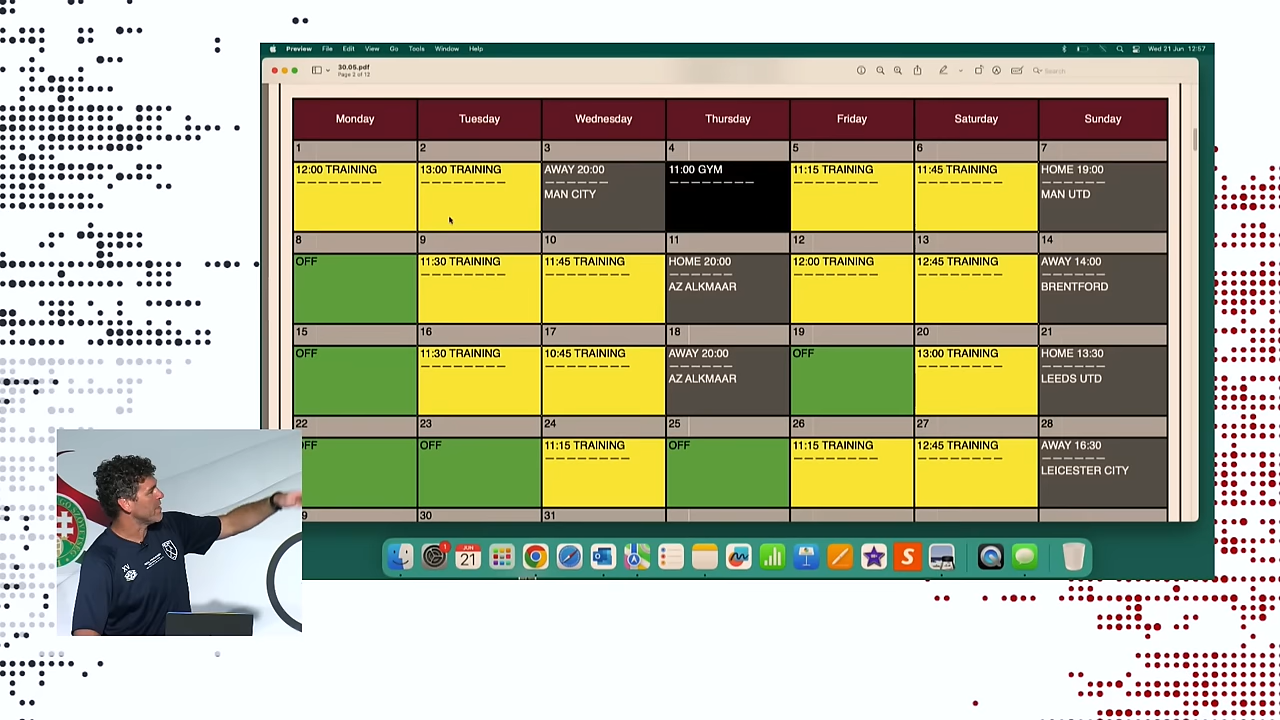 Preview File Edit View Go Tools Window Help Wed 21 Jun 12:57
30.05.pdf
Page 2 of 12
Search
Monday Tuesday Wednesday Thursday Friday Saturday Sunday
1 2 3 4 5 6 7
12:00 TRAINING 13:00 TRAINING AWAY 20:00 11:00 GYM 11:15 TRAINING 11:45 TRAINING HOME 19:00
MAN CITY MAN UTD
8 9 10 11 12 13 14
OFF 11:30 TRAINING 11:45 TRAINING HOME 20:00 12:00 TRAINING 12:45 TRAINING AWAY 14:00
AZ ALKMAAR BRENTFORD
15 16 17 18 19 20 21
OFF 11:30 TRAINING 10:45 TRAINING AWAY 20:00 OFF 13:00 TRAINING HOME 13:30
AZ ALKMAAR LEEDS UTD
22 23 24 25 26 27 28
OFF OFF 11:15 TRAINING OFF 11:15 TRAINING 12:45 TRAINING AWAY 16:30
LEICESTER CITY
30 31
JUN
21
1
S
XV